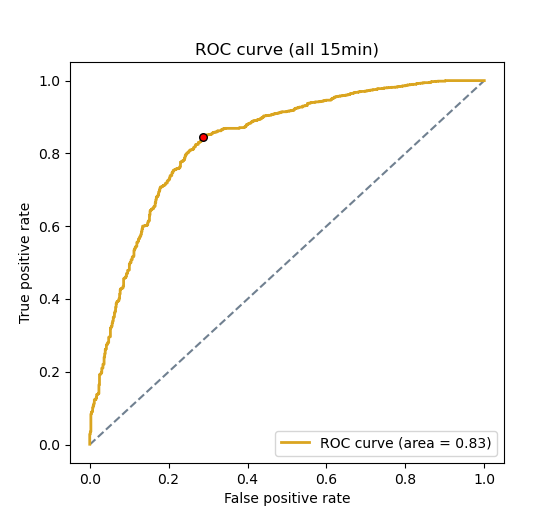 ROC curve (all 15min)
1.0
0.8
0.6
0.4
0.2
0.0
True positive rate
ROC curve (area = 0.83)
0.0 0.2 0.4 0.6 0.8 1.0
False positive rate